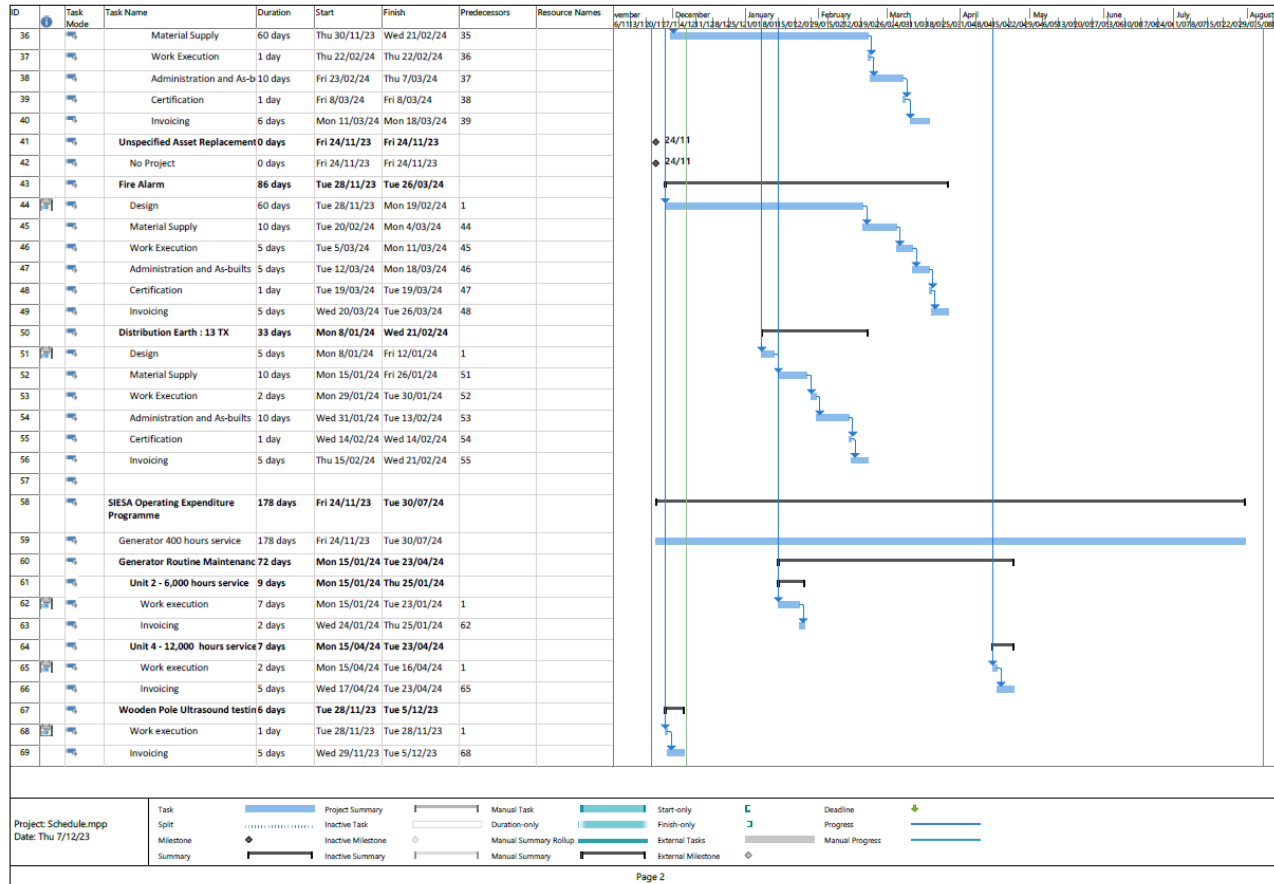 ID Task Mode Task Name Duration Start Finish Predecessors Resource Names
December January February March April May June July August
36 Material Supply 60 days Thu 30/11/23 Wed 21/02/24 35
37 Work Execution 1 day Thu 22/02/24 Thu 22/02/24 36
38 Administration and As-b 10 days Fri 23/02/24 Thu 7/03/24 37
39 Certification 1 day Fri 8/03/24 Fri 8/03/24 38
40 Invoicing 6 days Mon 11/03/24 Mon 18/03/24 39
41 Unspecified Asset Replacement 0 days Fri 24/11/23 Fri 24/11/23 24/11
42 No Project 0 days Fri 24/11/23 Fri 24/11/23 24/11
43 Fire Alarm 86 days Tue 28/11/23 Tue 26/03/24
44 Design 60 days Tue 28/11/23 Mon 19/02/24 1
45 Material Supply 10 days Tue 20/02/24 Mon 4/03/24 44
46 Work Execution 5 days Tue 5/03/24 Mon 11/03/24 45
47 Administration and As-builts 5 days Tue 12/03/24 Mon 18/03/24 46
48 Certification 1 day Tue 19/03/24 Tue 19/03/24 47
49 Invoicing 5 days Wed 20/03/24 Tue 26/03/24 48
50 Distribution Earth : 13 TX 33 days Mon 8/01/24 Wed 21/02/24
51 Design 5 days Mon 8/01/24 Fri 12/01/24 1
52 Material Supply 10 days Mon 15/01/24 Fri 26/01/24 51
53 Work Execution 2 days Mon 29/01/24 Tue 30/01/24 52
54 Administration and As-builts 10 days Wed 31/01/24 Tue 13/02/24 53
55 Certification 1 day Wed 14/02/24 Wed 14/02/24 54
56 Invoicing 5 days Thu 15/02/24 Wed 21/02/24 55
57
58 SIESA Operating Expenditure 178 days Fri 24/11/23 Tue 30/07/24
Programme
59 Generator 400 hours service 178 days Fri 24/11/23 Tue 30/07/24
60 Generator Routine Maintenanc 72 days Mon 15/01/24 Tue 23/04/24
61 Unit 2 - 6,000 hours service 9 days Mon 15/01/24 Thu 25/01/24
62 Work execution 7 days Mon 15/01/24 Tue 23/01/24 1
63 Invoicing 2 days Wed 24/01/24 Thu 25/01/24 62
64 Unit 4 - 12,000 hours service 7 days Mon 15/04/24 Tue 23/04/24
65 Work execution 2 days Mon 15/04/24 Tue 16/04/24 1
66 Invoicing 5 days Wed 17/04/24 Tue 23/04/24 65
67 Wooden Pole Ultrasound testin 6 days Tue 28/11/23 Tue 5/12/23
68 Work execution 1 day Tue 28/11/23 Tue 28/11/23 1
69 Invoicing 5 days Wed 29/11/23 Tue 5/12/23 68
Project: Schedule.mpp
Date: Thu 7/12/23
Task Project Summary Manual Task Start-only Deadline
Split Inactive Task Duration-only Finish-only Progress
Milestone Inactive Milestone Manual Summary Rollup External Tasks Manual Progress
Summary Inactive Summary Manual Summary External Milestone
Page 2